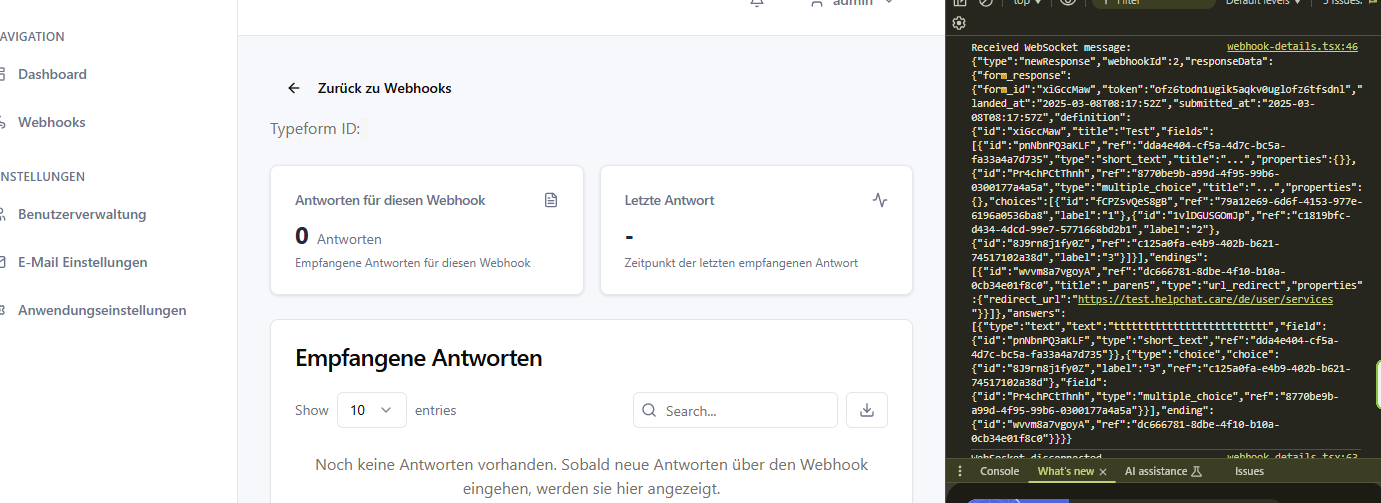 admin
AVIGATION
Dashboard
Webhooks
INSTELLUNGEN
Benutzerverwaltung
E-Mail Einstellungen
Anwendungseinstellungen
Zurück zu Webhooks
Typeform ID:
Antworten für diesen Webhook
0 Antworten
Empfangene Antworten für diesen Webhook
Letzte Antwort
-
Zeitpunkt der letzten empfangenen Antwort
Empfangene Antworten
Show 10 entries
Search...
Noch keine Antworten vorhanden. Sobald neue Antworten über den Webhook
eingehen, werden sie hier angezeigt.
top Filter Default levels 5 Issues:
Received WebSocket message: webhook-details.tsx:46
{"type":"newResponse","webhookId":2,"responseData":
{"form_response":
{"form_id":"xiGccMaw","token":"ofz6todn1ugik5aqkv0uglofz6tfsdnl","
landed_at":"2025-03-08T08:17:52Z","submitted_at":"2025-03-
08T08:17:57Z","definition":
{"id":"xiGccMaw","title":"Test","fields":
[{"id":"pnNbnPQ3aKLF","ref":"dda4e404-cf5a-4d7c-bc5a-
fa33a4a7d735","type":"short_text","title":"...","properties":{}},
{"id":"Pr4chPCtThnh","ref":"8770be9b-a99d-4f95-99b6-
0300177a4a5a","type":"multiple_choice","title":"...","properties":
{},"choices":[{"id":"fCPZsvQeS8gB","ref":"79a12e69-6d6f-4153-977e-
6196a0536ba8","label":"1"},{"id":"1vlDGUSGOmJp","ref":"c1819bfc-
d434-4dcd-99e7-5771668bd2b1","label":"2"},
{"id":"8J9rn8j1fy0Z","ref":"c125a0fa-e4b9-402b-b621-
74517102a38d","label":"3"}]}],"endings":
[{"id":"wvvm8a7vgoyA","ref":"dc666781-8dbe-4f10-b10a-
0cb34e01f8c0","title":"_paren5","type":"url_redirect","properties"
:{"redirect_url":"https://test.helpchat.care/de/user/services
"}}]},"answers":
[{"type":"text","text":"tttttttttttttttttttttttttt","field":
{"id":"pnNbnPQ3aKLF","type":"short_text","ref":"dda4e404-cf5a-
4d7c-bc5a-fa33a4a7d735"}},{"type":"choice","choice":
{"id":"8J9rn8j1fy0Z","label":"3","ref":"c125a0fa-e4b9-402b-b621-
74517102a38d"},"field":
{"id":"Pr4chPCtThnh","type":"multiple_choice","ref":"8770be9b-
a99d-4f95-99b6-0300177a4a5a"}}],"ending":
{"id":"wvvm8a7vgoyA","ref":"dc666781-8dbe-4f10-b10a-
0cb34e01f8c0"}}}}
WebSocket disconnected webhook-details.tsx:63
Console What's new AI assistance Issues